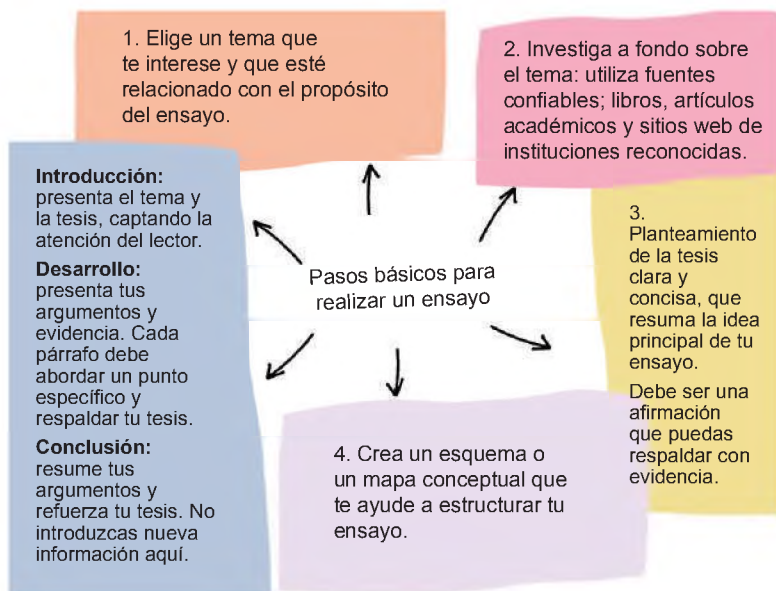 1. Elige un tema que
te interese y que esté
relacionado con el propósito
del ensayo.
2. Investiga a fondo sobre
el tema: utiliza fuentes
confiables; libros, artículos
académicos y sitios web de
instituciones reconocidas.
3.
Planteamiento
de la tesis
clara y
concisa, que
resuma la idea
principal de tu
ensayo.
Debe ser una
afirmación
que puedas
respaldar con
evidencia.
4. Crea un esquema o
un mapa conceptual que
te ayude a estructurar tu
ensayo.
Introducción:
presenta el tema y
la tesis, captando la
atención del lector.
Desarrollo:
presenta tus
argumentos y
evidencia. Cada
párrafo debe
abordar un punto
específico y
respaldar tu tesis.
Conclusión:
resume tus
argumentos y
refuerza tu tesis. No
introduzcas nueva
información aquí.
Pasos básicos para
realizar un ensayo